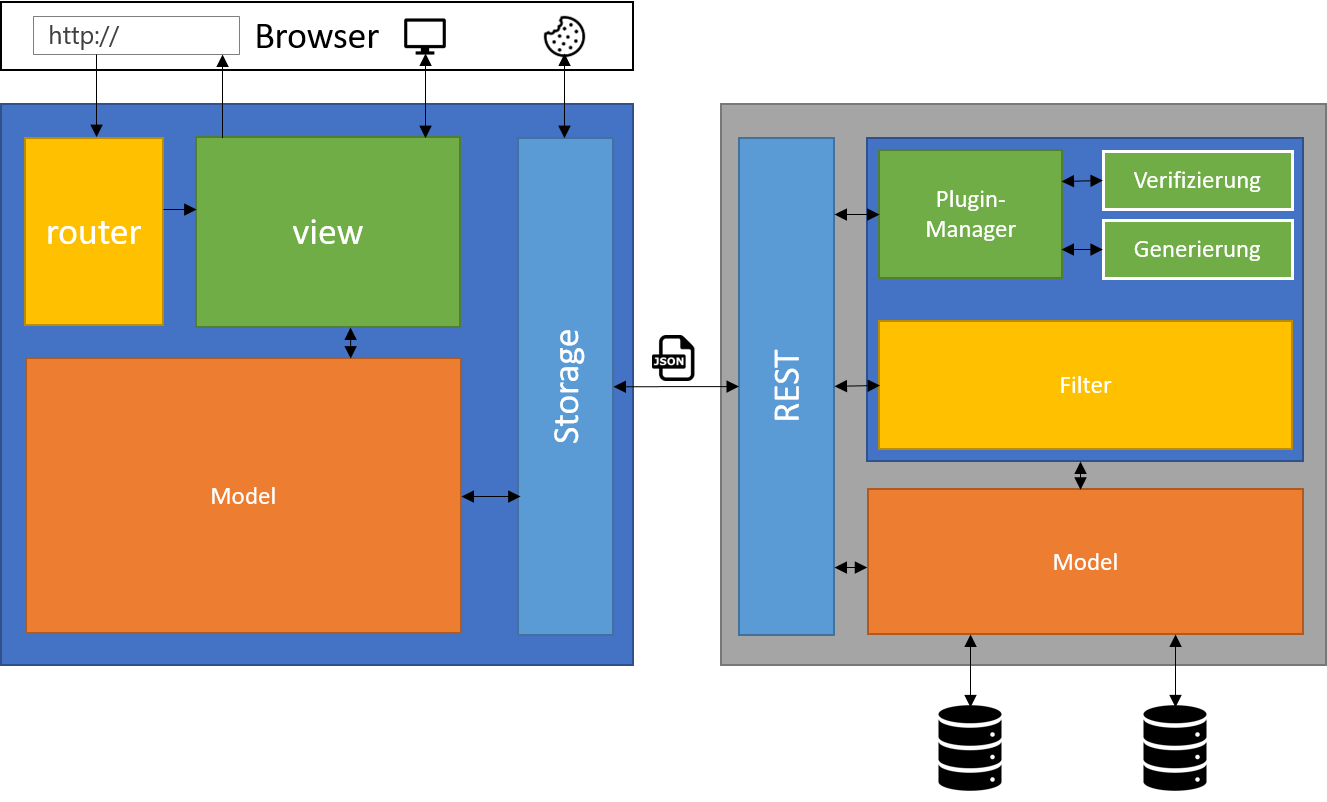 http://
Browser
router
view
Storage
Model
JSON
REST
Plugin-
Manager
Verifizierung
Generierung
Filter
Model